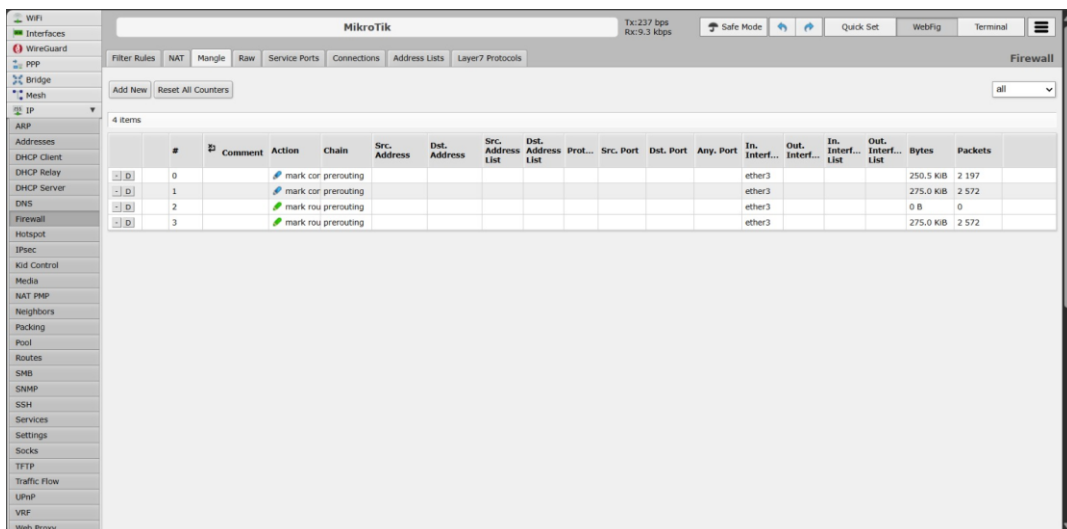 WiFi
Interfaces
WireGuard
PPP
Bridge
Mesh
IP
ARP
Addresses
DHCP Client
DHCP Relay
DHCP Server
DNS
Firewall
Hotspot
IPsec
Kid Control
Media
NAT PMP
Neighbors
Packing
Pool
Routes
SMB
SNMP
SSH
Services
Settings
Socks
TFTP
Traffic Flow
UPnP
VRF
Web Proxy
MikroTik
Tx:237 bps
Rx:9.3 kbps
Safe Mode Quick Set WebFig Terminal
Filter Rules NAT Mangle Raw Service Ports Connections Address Lists Layer7 Protocols Firewall
Add New Reset All Counters all
4 items
# Comment Action Chain Src. Address Dst. Address Src. Address List Dst. Address List Prot... Src. Port Dst. Port Any. Port In. Interf... Out. Interf... In. Interf... List Out. Interf... List Bytes Packets
- D 0 mark cor prerouting ether3 250.5 KiB 2 197
- D 1 mark cor prerouting ether3 275.0 KiB 2 572
- D 2 mark rou prerouting ether3 0 B 0
- D 3 mark rou prerouting ether3 275.0 KiB 2 572